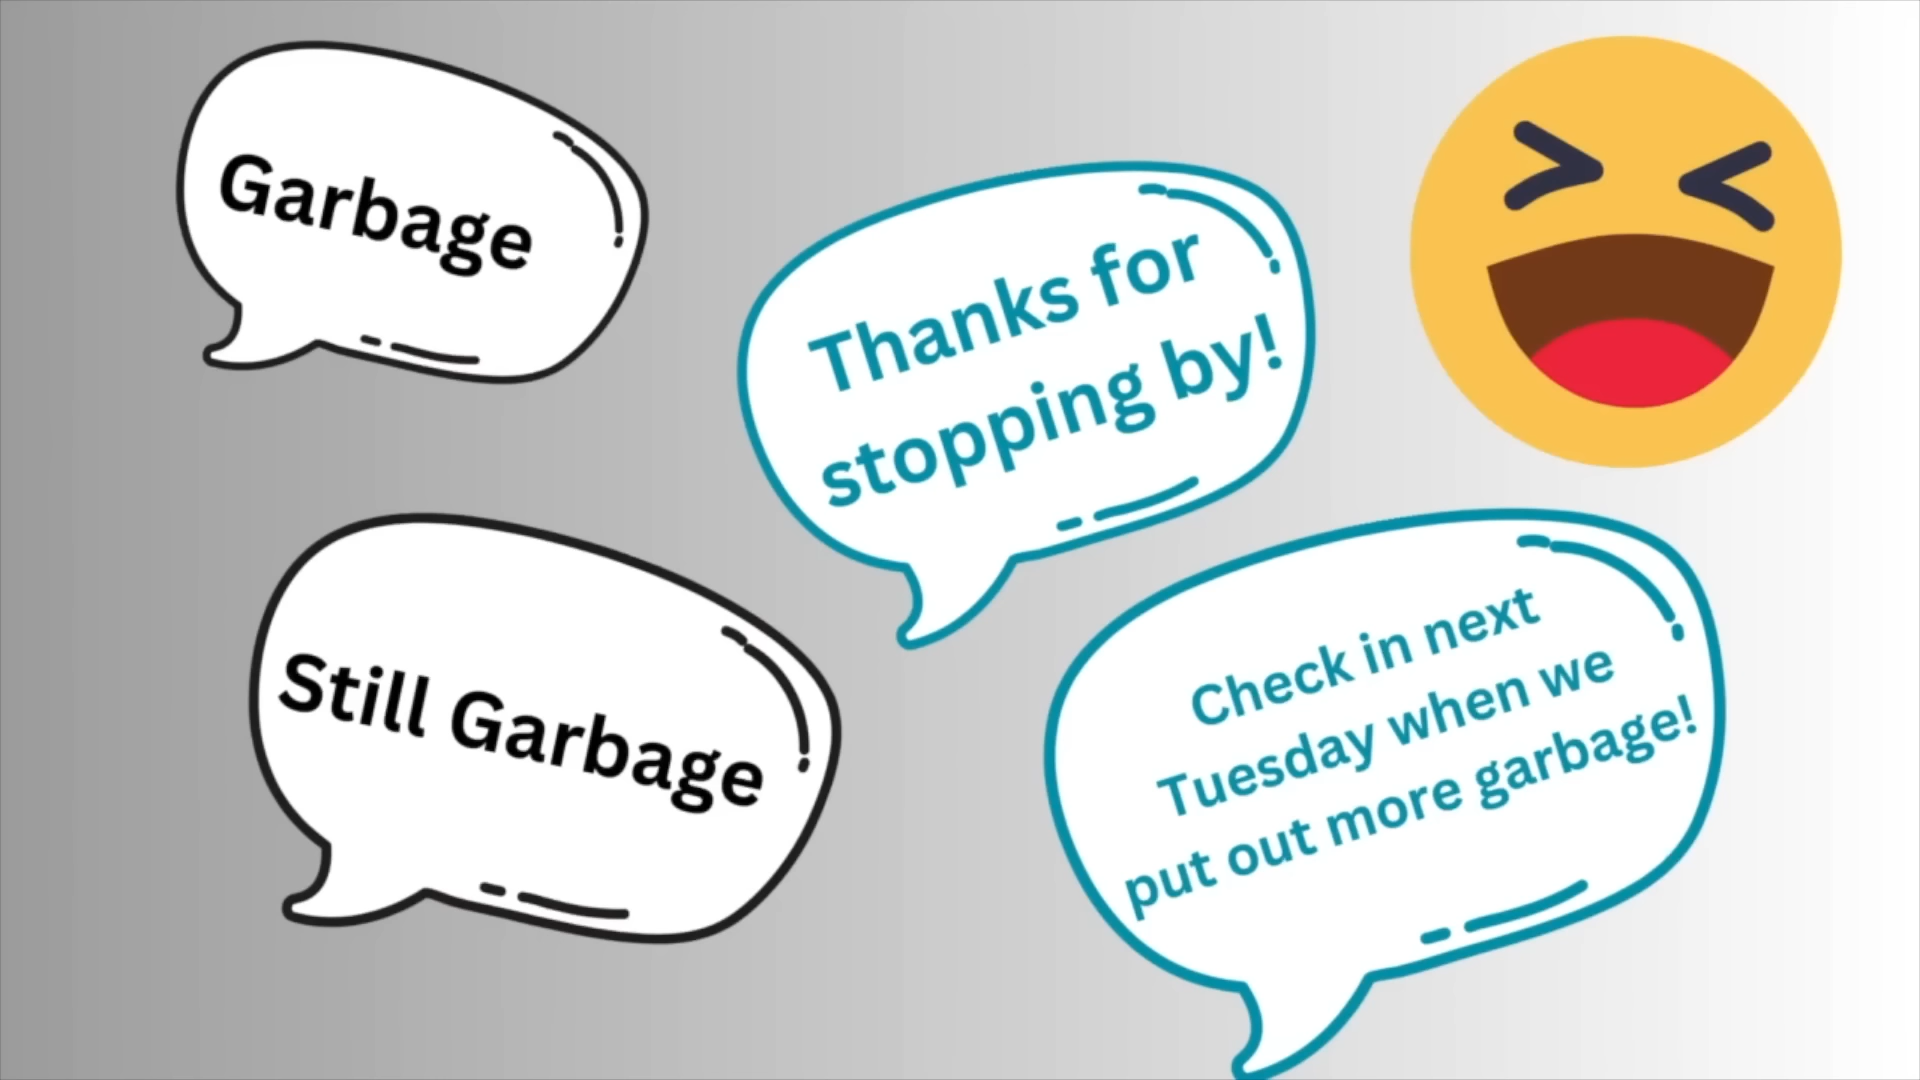 Garbage
Thanks for
stopping by!
Still Garbage
Check in next
Tuesday when we
put out more garbage!